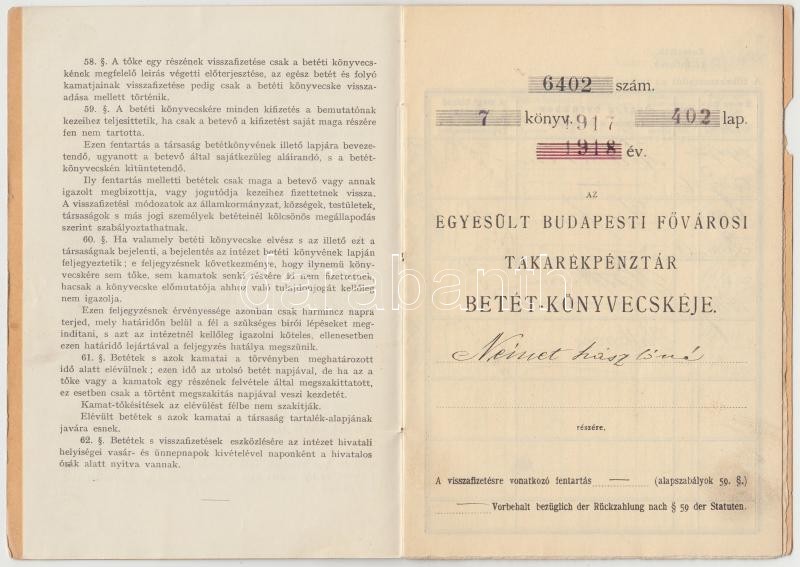 58. §. A tőke egy részének visszafizetése csak a betéti könyvecs-
kének megfelelő leirás végetti előterjesztése, az egész betét és folyó
kamatjainak visszafizetése pedig csak a betéti könyvecske vissza-
adása mellett történik.
59. §. A betéti könyvecskére minden kifizetés a bemutatónak
kezeihez teljesittetik, ha csak a betevő a kifizetést saját maga részére
fen nem tartotta.
Ezen fentartás a társaság betétkönyvének illető lapjára beveze-
tendő, ugyanott a betevő által sajátkezüleg aláirandó, s a betét-
könyvecskén kitüntetendő.
Ily fentartás melletti betétek csak maga a betevő vagy annak
igazolt megbizottja, vagy jogutódja kezeihez fizettetnek vissza.
A visszafizetési módozatok az államkormányzat, községek, testületek,
társaságok s más jogi személyek betéteinél kölcsönös megállapodás
szerint szabályoztathatnak.
60. §. Ha valamely betéti könyvecske elvész s az illető ezt a
társaságnak bejelenti, a bejelentés az intézet betéti könyvének lapján
feljegyeztetik; e feljegyzésnek következménye, hogy ilynemü köny-
vecskére sem tőke, sem kamatok senki részére ki nem fizettetnek,
hacsak a könyvecske előmutatója ahhoz való tulajdonjogát kellőleg
nem igazolja.
Ezen feljegyzésnek érvényessége azonban csak harmincz napra
terjed, mely határidőn belül a fél a szükséges birói lépéseket meg-
inditani, s azt az intézetnél kellőleg igazolni köteles, ellenesetben
ezen határidő lejártával a feljegyzés hatálya megszünik.
61. §. Betétek s azok kamatai a törvényben meghatározott
idő alatt elévülnek; ezen idő az utolsó betét napjával, de ha az a
tőke vagy a kamatok egy részének felvétele által megszakittatott,
ez esetben csak a történt megszakitás napjával veszi kezdetét.
Kamat-tőkésitések az elévülést félbe nem szakitják.
Elévült betétek s azok kamatai a társaság tartalék-alapjának
javára esnek.
62. §. Betétek s visszafizetések eszközlésére az intézet hivatali
helyiségei vasár- és ünnepnapok kivételével naponként a hivatalos
órák alatt nyitva vannak.
6402 szám.
7 könyv. 1917 402 lap.
1918 év.
AZ
EGYESÜLT BUDAPESTI FŐVÁROSI
TAKARÉKPÉNZTÁR
BETÉT-KÖNYVECSKÉJE.
Német Lászlóné
részére.
A visszafizetésre vonatkozó fentartás — (alapszabályok 59. §.)
— Vorbehalt bezüglich der Rückzahlung nach § 59 der Statuten.
darabanth